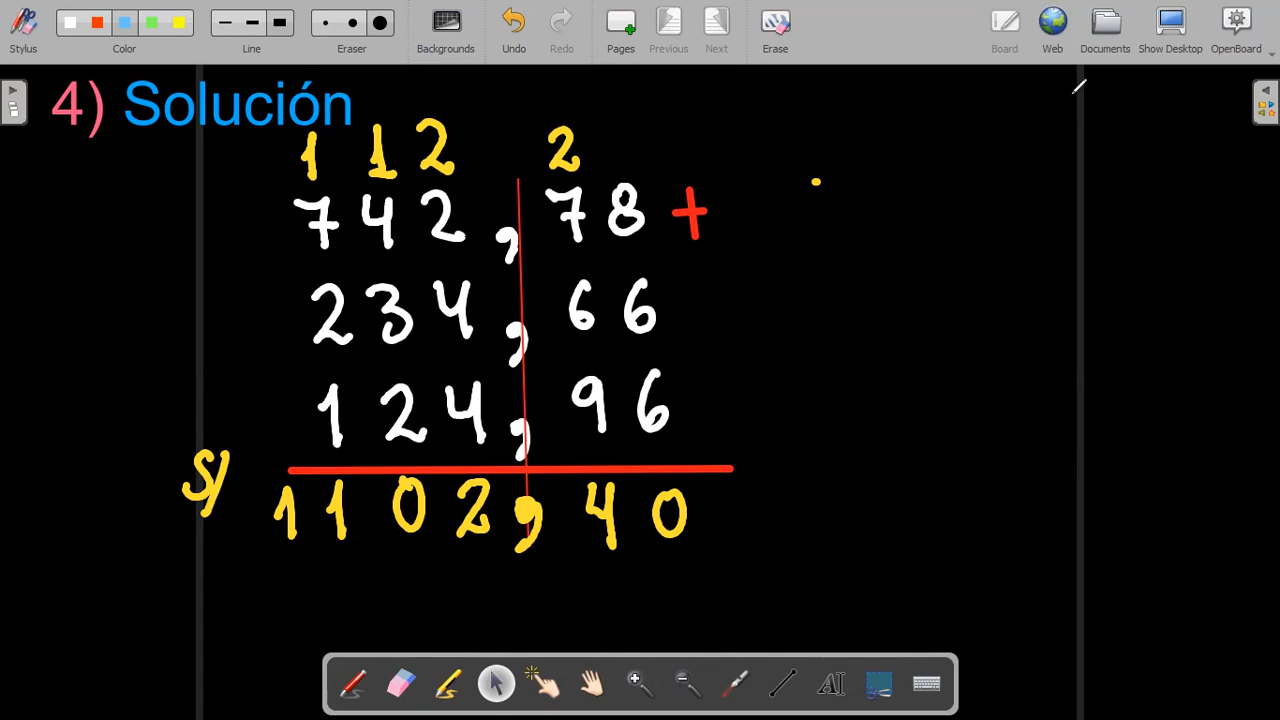 Stylus Color Line Eraser Backgrounds Undo Redo Pages Previous Next Erase Board Web Documents Show Desktop OpenBoard
4) Solución
1 1 2 2
742,78 +
234,66
124,96
S/ 1102,40
AI